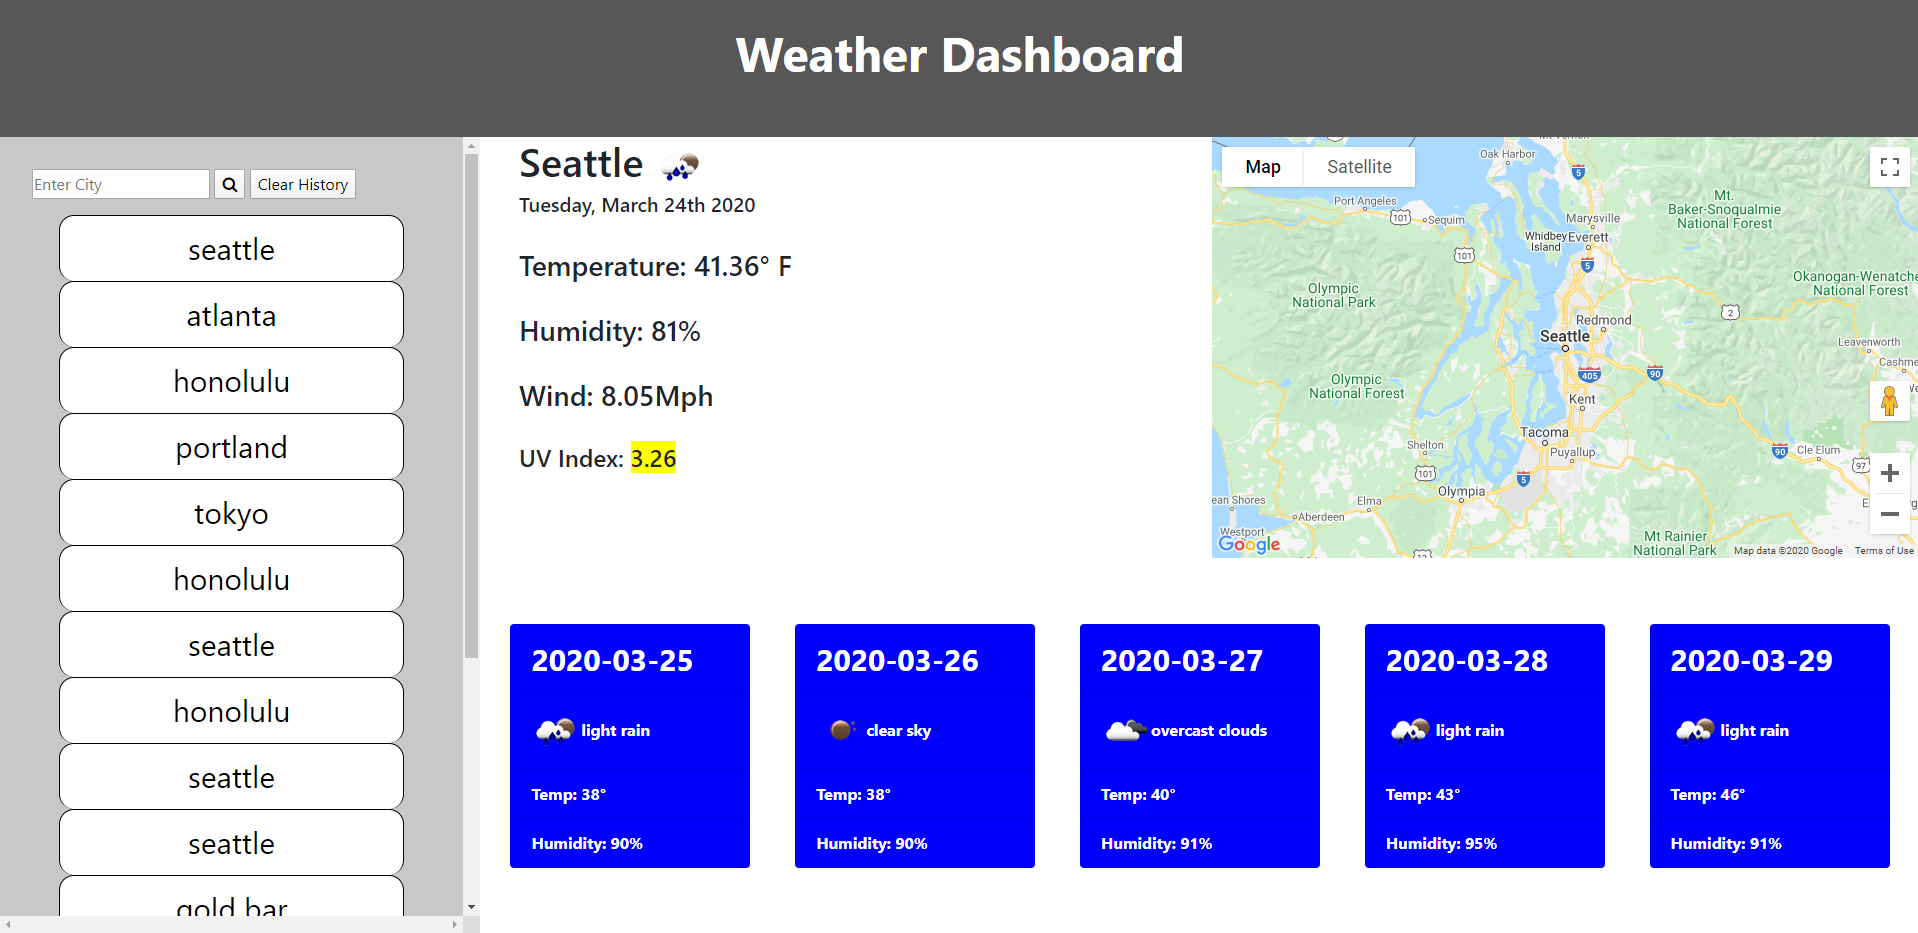 Weather Dashboard
Enter City
Clear History
seattle
atlanta
honolulu
portland
tokyo
honolulu
seattle
honolulu
seattle
seattle
gold bar
Seattle
Tuesday, March 24th 2020
Temperature: 41.36° F
Humidity: 81%
Wind: 8.05Mph
UV Index: 3.26
Map
Satellite
Oak Harbor
5
Port Angeles
101
Sequim
Marysville
Mt.
Baker-Snoqualmie
National Forest
Whidbey
Island
Everett
101
5
Okanogan-Wenatche
National Forest
Olympic
National Park
2
Redmond
Seattle
Leavenworth
Cashme
405
90
Olympic
National Forest
Kent
Tacoma
Shelton
Puyallup
90
Cle Elum
97
101
5
Olympia
ean Shores
Elma
Aberdeen
Westport
12
Mt Rainier
National Park
Google
Map data ©2020 Google
Terms of Use
2020-03-25
light rain
Temp: 38°
Humidity: 90%
2020-03-26
clear sky
Temp: 38°
Humidity: 90%
2020-03-27
overcast clouds
Temp: 40°
Humidity: 91%
2020-03-28
light rain
Temp: 43°
Humidity: 95%
2020-03-29
light rain
Temp: 46°
Humidity: 91%